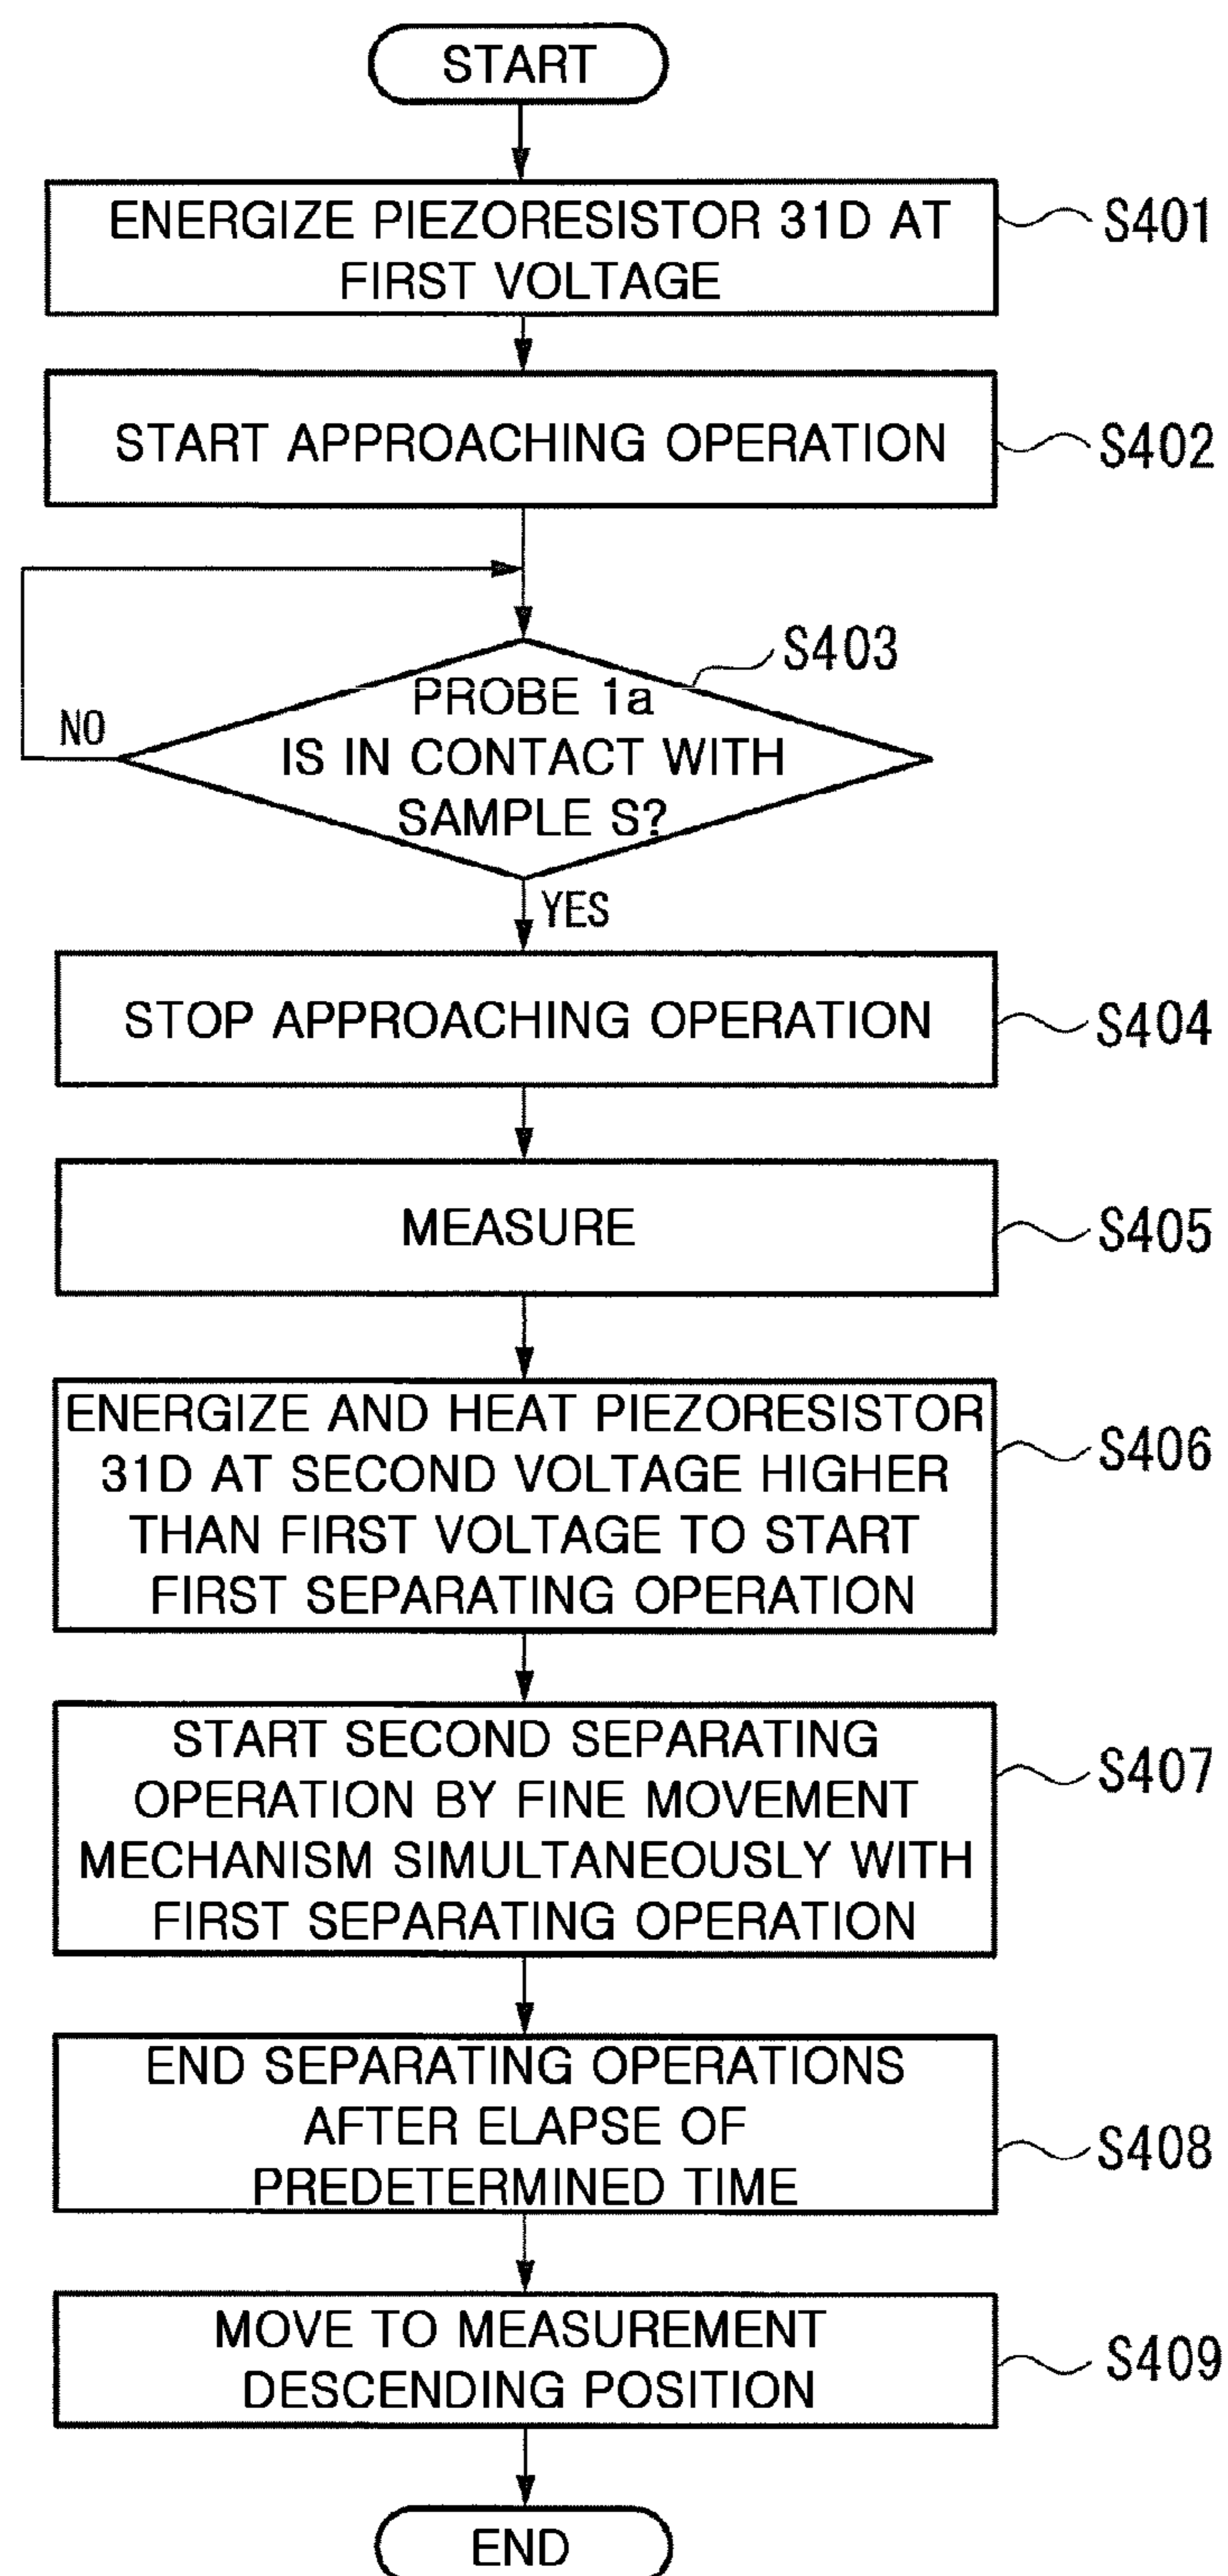 START
ENERGIZE PIEZORESISTOR 31D AT
FIRST VOLTAGE
S401
START APPROACHING OPERATION
S402
S403
PROBE 1a
IS IN CONTACT WITH
SAMPLE S?
NO
YES
STOP APPROACHING OPERATION
S404
MEASURE
S405
ENERGIZE AND HEAT PIEZORESISTOR
31D AT SECOND VOLTAGE HIGHER
THAN FIRST VOLTAGE TO START
FIRST SEPARATING OPERATION
S406
START SECOND SEPARATING
OPERATION BY FINE MOVEMENT
MECHANISM SIMULTANEOUSLY WITH
FIRST SEPARATING OPERATION
S407
END SEPARATING OPERATIONS
AFTER ELAPSE OF
PREDETERMINED TIME
S408
MOVE TO MEASUREMENT
DESCENDING POSITION
S409
END